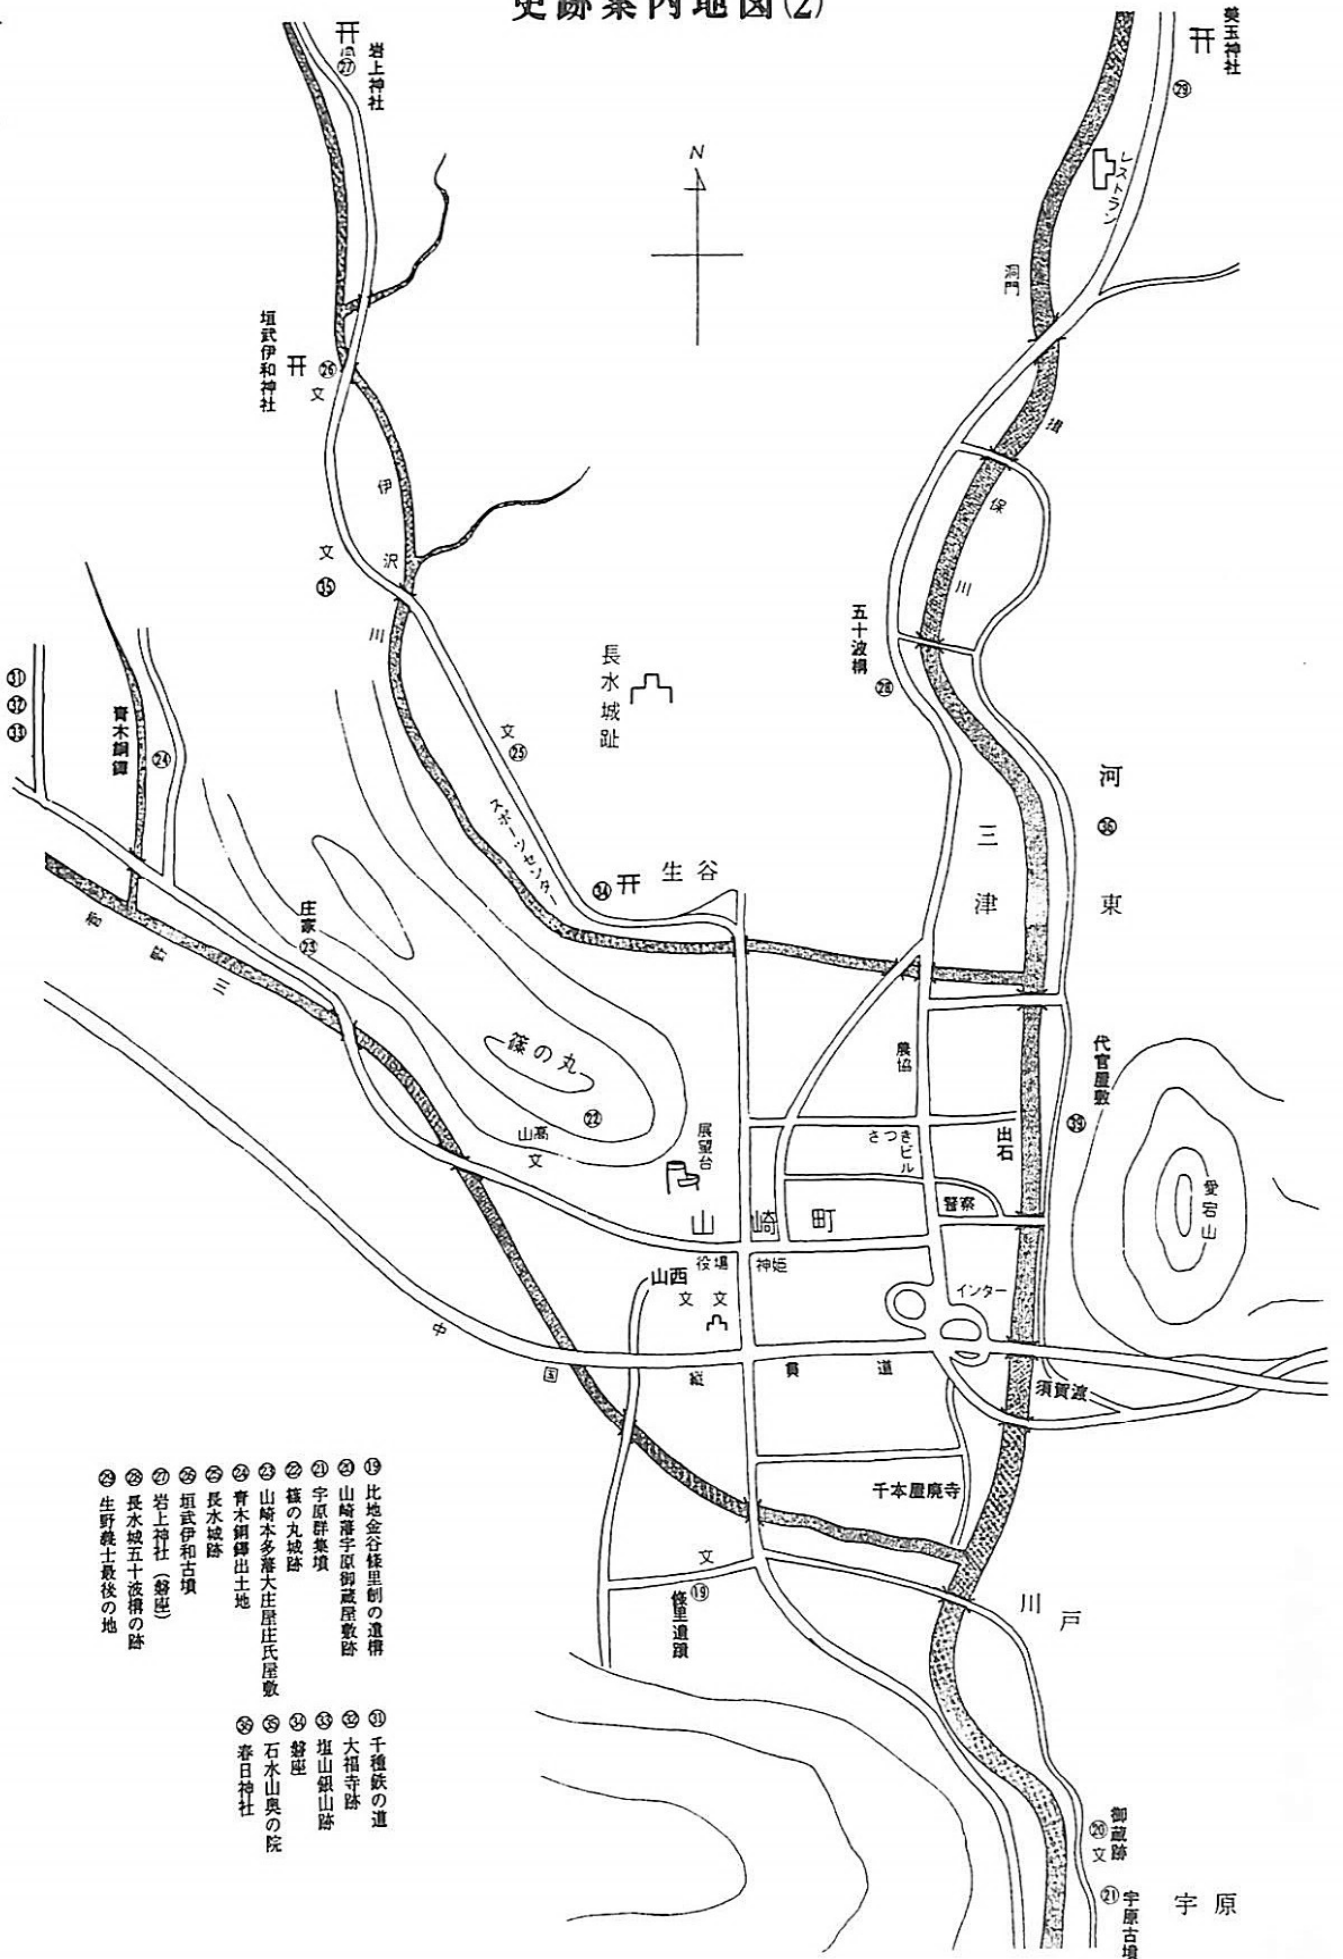 史跡案内地図(2)
岩上神社
㉗
N
㉙
レストラン
洞門
垣武伊和神社
㉖
文
揖
保
川
伊
沢
川
文
㉟
五十波構
㉘
長水城趾
㉛
㉜
㉝
青木銅鐸
㉔
文
㉕
スポーツセンター
河
㊱
東
三
津
㉞
生谷
庄家
㉓
三
篠の丸
㉒
山高
文
展望台
農協
さつきビル
出石
代官屋敷
㊴
愛宕山
警察
山崎町
役場
神姫
山西
文
文
インター
中
国
縦
貫
道
須賀渡
千本屋廃寺
文
⑲
條里遺蹟
川戸
御蔵跡
⑳
文
㉑
宇原古墳
宇原
⑲ 比地金谷條里制の遺構
⑳ 山崎藩宇原御蔵屋敷跡
㉑ 宇原群集墳
㉒ 篠の丸城跡
㉓ 山崎本多藩大庄屋庄氏屋敷
㉔ 青木銅鐸出土地
㉕ 長水城跡
㉖ 垣武伊和古墳
㉗ 岩上神社（磐座）
㉘ 長水城五十波構の跡
㉙ 生野義士最後の地
㉛ 千種鉄の道
㉜ 大福寺跡
㉝ 塩山銀山跡
㉞ 磐座
㉟ 石水山奥の院
㊱ 春日神社